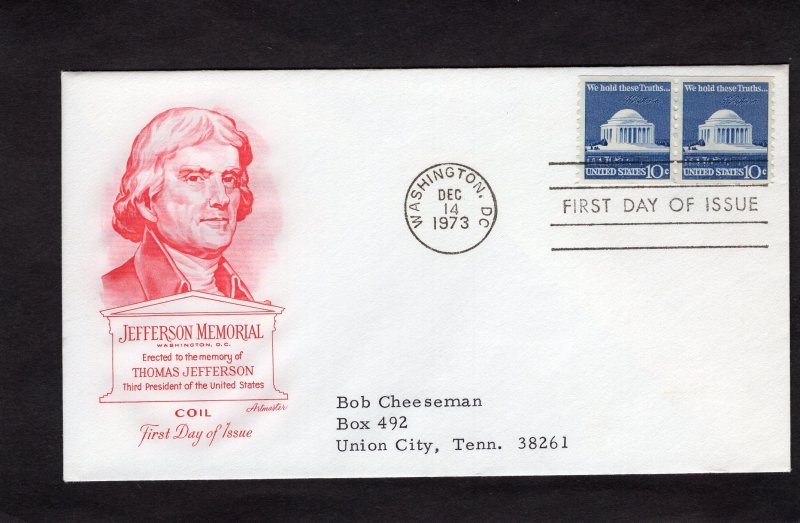 We hold these Truths... We hold these Truths...
UNITED STATES 10c UNITED STATES 10c
WASHINGTON, DC
DEC
14
1973
FIRST DAY OF ISSUE
JEFFERSON MEMORIAL
WASHINGTON, D.C.
Erected to the memory of
THOMAS JEFFERSON
Third President of the United States
COIL
Artmaster
First Day of Issue
Bob Cheeseman
Box 492
Union City, Tenn. 38261